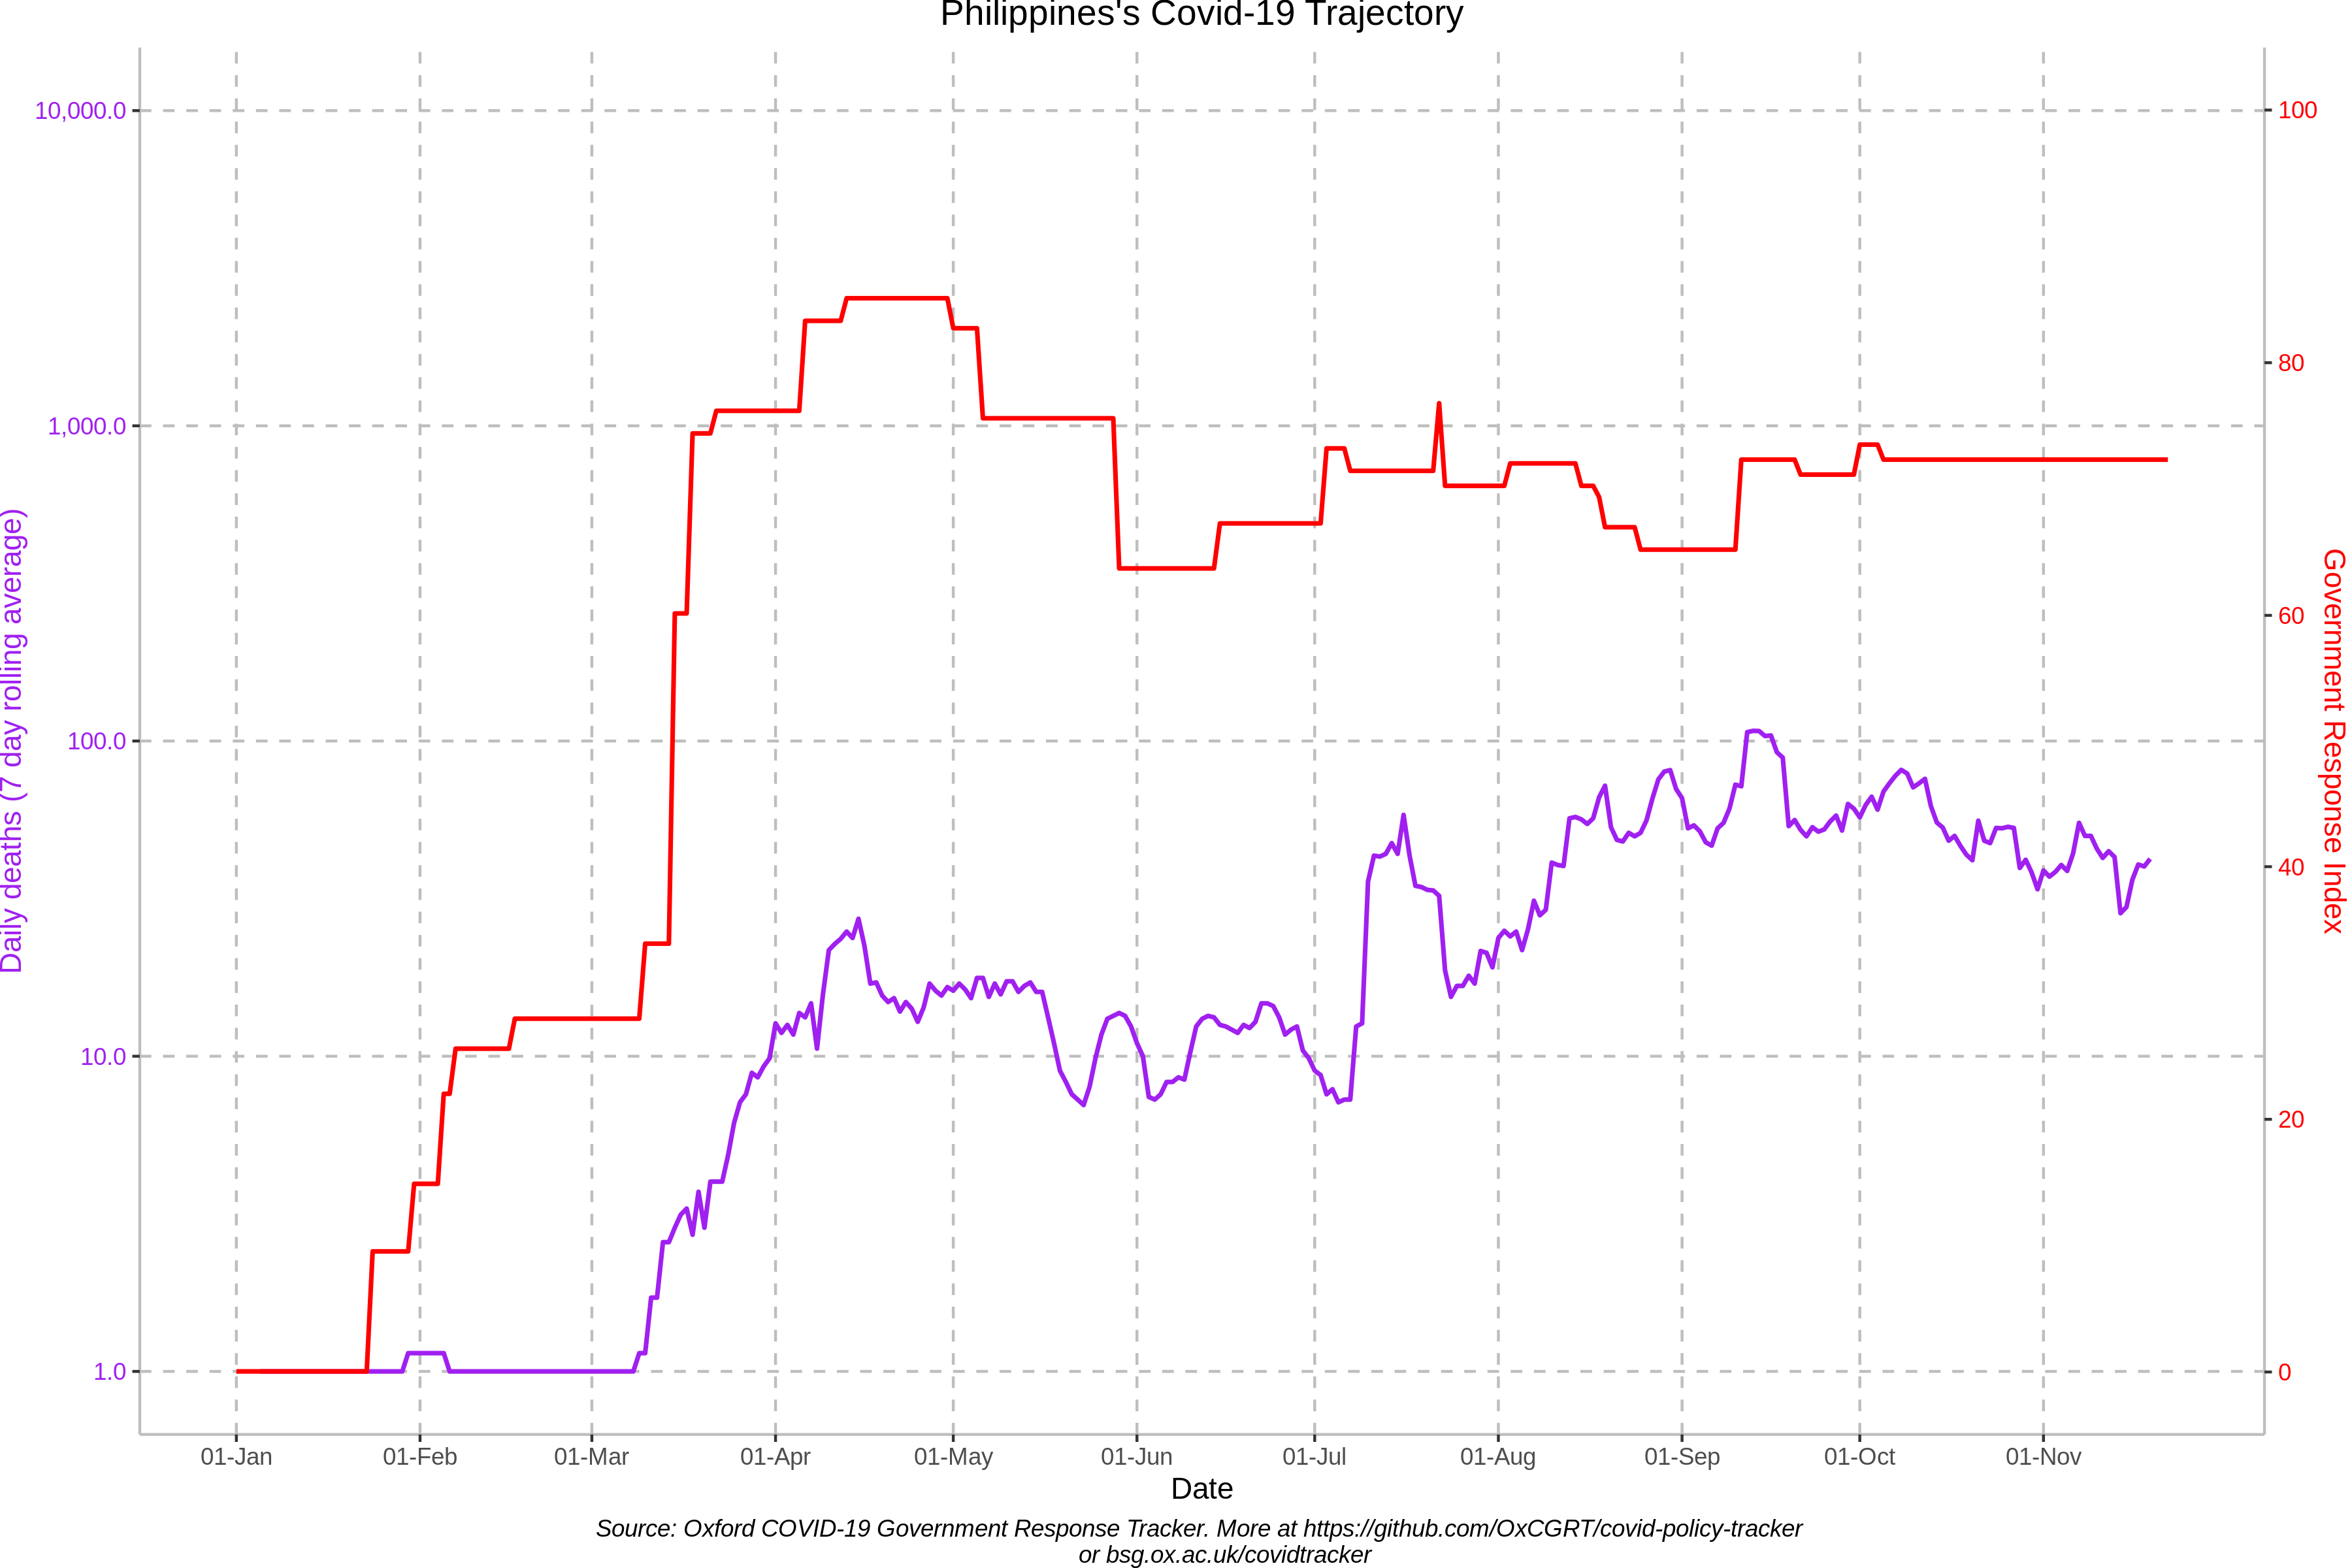 Philippines's Covid-19 Trajectory
10,000.0
1,000.0
100.0
10.0
1.0
Daily deaths (7 day rolling average)
100
80
60
40
20
0
Government Response Index
01-Jan
01-Feb
01-Mar
01-Apr
01-May
01-Jun
01-Jul
01-Aug
01-Sep
01-Oct
01-Nov
Date
Source: Oxford COVID-19 Government Response Tracker. More at https://github.com/OxCGRT/covid-policy-tracker
or bsg.ox.ac.uk/covidtracker